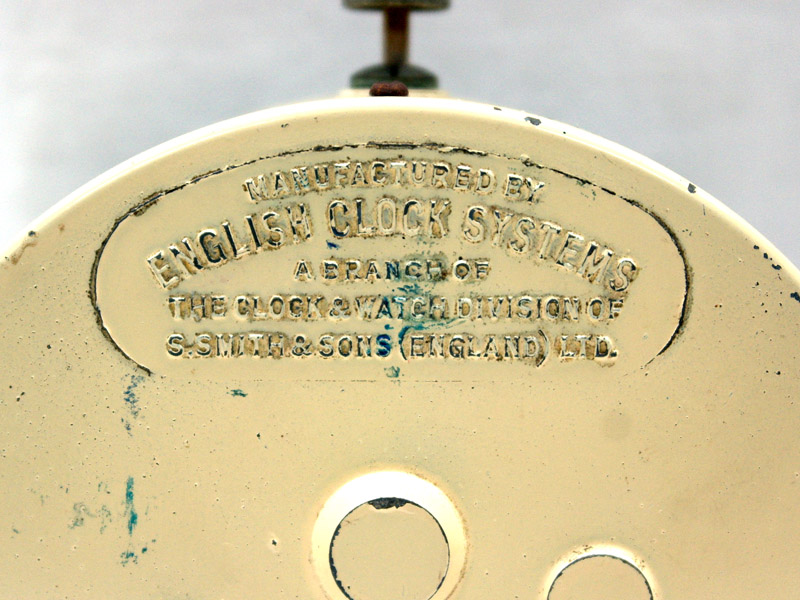 MANUFACTURED BY
ENGLISH CLOCK SYSTEMS
A BRANCH OF
THE CLOCK & WATCH DIVISION OF
S. SMITH & SONS (ENGLAND) LTD.